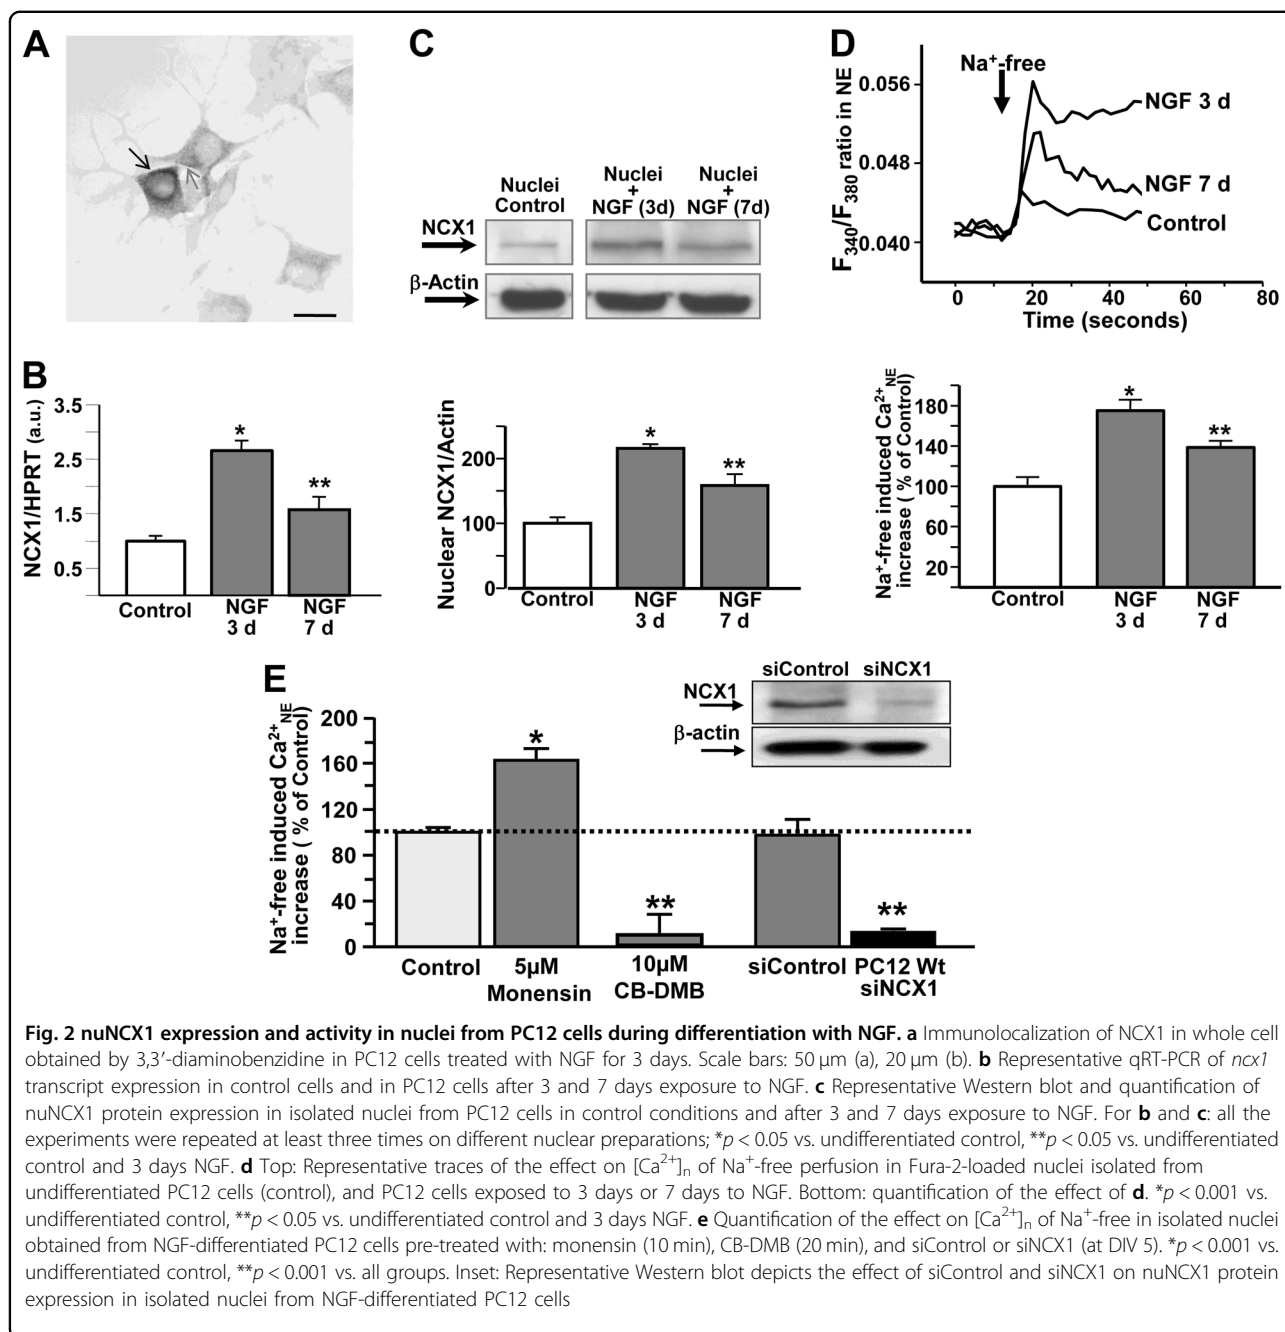 A
C
Nuclei
Control
Nuclei
+
NGF (3d)
Nuclei
+
NGF (7d)
NCX1
β-Actin
D
Na⁺-free
F340/F380 ratio in NE
0.056
0.048
0.040
NGF 3 d
NGF 7 d
Control
0
20
40
60
80
Time (seconds)
B
NCX1/HPRT (a.u.)
3.5
2.5
1.5
0.5
*
**
Control
NGF
3 d
NGF
7 d
Nuclear NCX1/Actin
200
100
0
*
**
Control
NGF
3 d
NGF
7 d
Na⁺-free induced Ca²⁺NE
increase ( % of Control)
180
140
100
60
20
*
**
Control
NGF
3 d
NGF
7 d
E
Na⁺-free induced Ca²⁺NE
increase ( % of Control)
200
160
120
80
40
0
*
**
**
Control
5µM
Monensin
10µM
CB-DMB
siControl
PC12 Wt
siNCX1
siControl siNCX1
NCX1
β-actin
Fig. 2 nuNCX1 expression and activity in nuclei from PC12 cells during differentiation with NGF. a Immunolocalization of NCX1 in whole cell
obtained by 3,3′-diaminobenzidine in PC12 cells treated with NGF for 3 days. Scale bars: 50 µm (a), 20 µm (b). b Representative qRT-PCR of ncx1
transcript expression in control cells and in PC12 cells after 3 and 7 days exposure to NGF. c Representative Western blot and quantification of
nuNCX1 protein expression in isolated nuclei from PC12 cells in control conditions and after 3 and 7 days exposure to NGF. For b and c: all the
experiments were repeated at least three times on different nuclear preparations; *p < 0.05 vs. undifferentiated control, **p < 0.05 vs. undifferentiated
control and 3 days NGF. d Top: Representative traces of the effect on [Ca²⁺]n of Na⁺-free perfusion in Fura-2-loaded nuclei isolated from
undifferentiated PC12 cells (control), and PC12 cells exposed to 3 days or 7 days to NGF. Bottom: quantification of the effect of d. *p < 0.001 vs.
undifferentiated control, **p < 0.05 vs. undifferentiated control and 3 days NGF. e Quantification of the effect on [Ca²⁺]n of Na⁺-free in isolated nuclei
obtained from NGF-differentiated PC12 cells pre-treated with: monensin (10 min), CB-DMB (20 min), and siControl or siNCX1 (at DIV 5). *p < 0.001 vs.
undifferentiated control, **p < 0.001 vs. all groups. Inset: Representative Western blot depicts the effect of siControl and siNCX1 on nuNCX1 protein
expression in isolated nuclei from NGF-differentiated PC12 cells